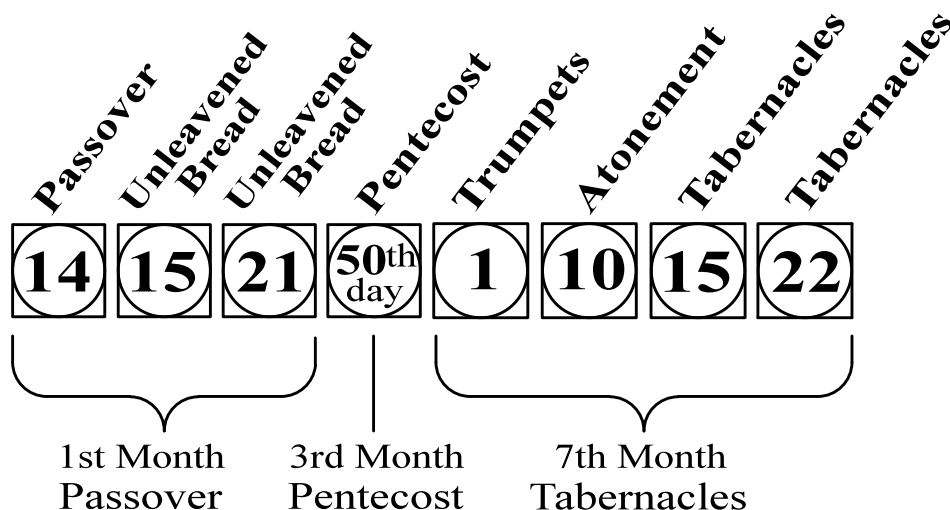 Passover
Unleavened
Bread
Unleavened
Bread
Pentecost
Trumpets
Atonement
Tabernacles
Tabernacles
14
15
21
50th
day
1
10
15
22
1st Month
Passover
3rd Month
Pentecost
7th Month
Tabernacles